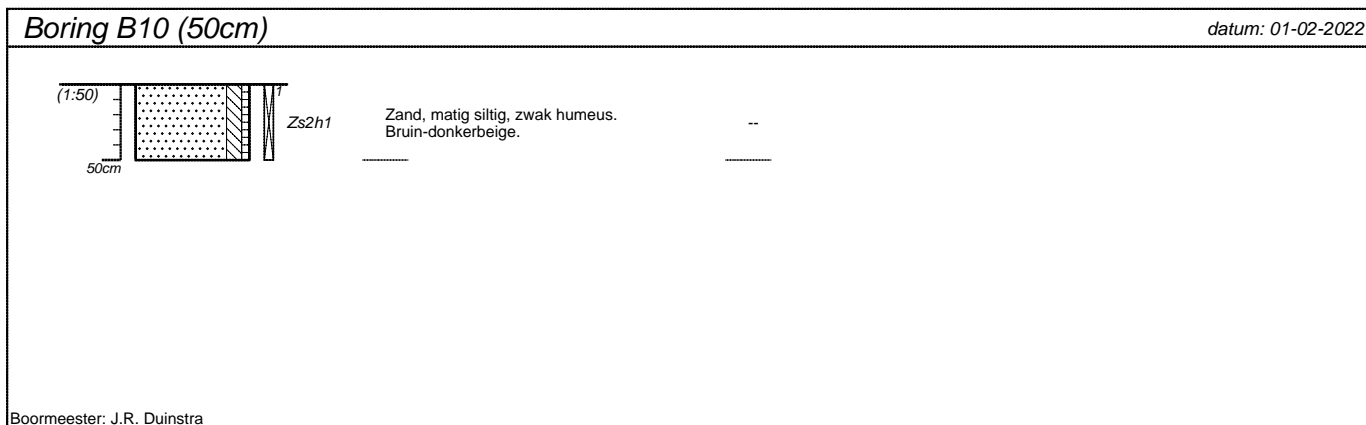 Boring B10 (50cm)
datum: 01-02-2022
(1:50)
1
Zs2h1
Zand, matig siltig, zwak humeus.
Bruin-donkerbeige.
--
50cm
Boormeester: J.R. Duinstra